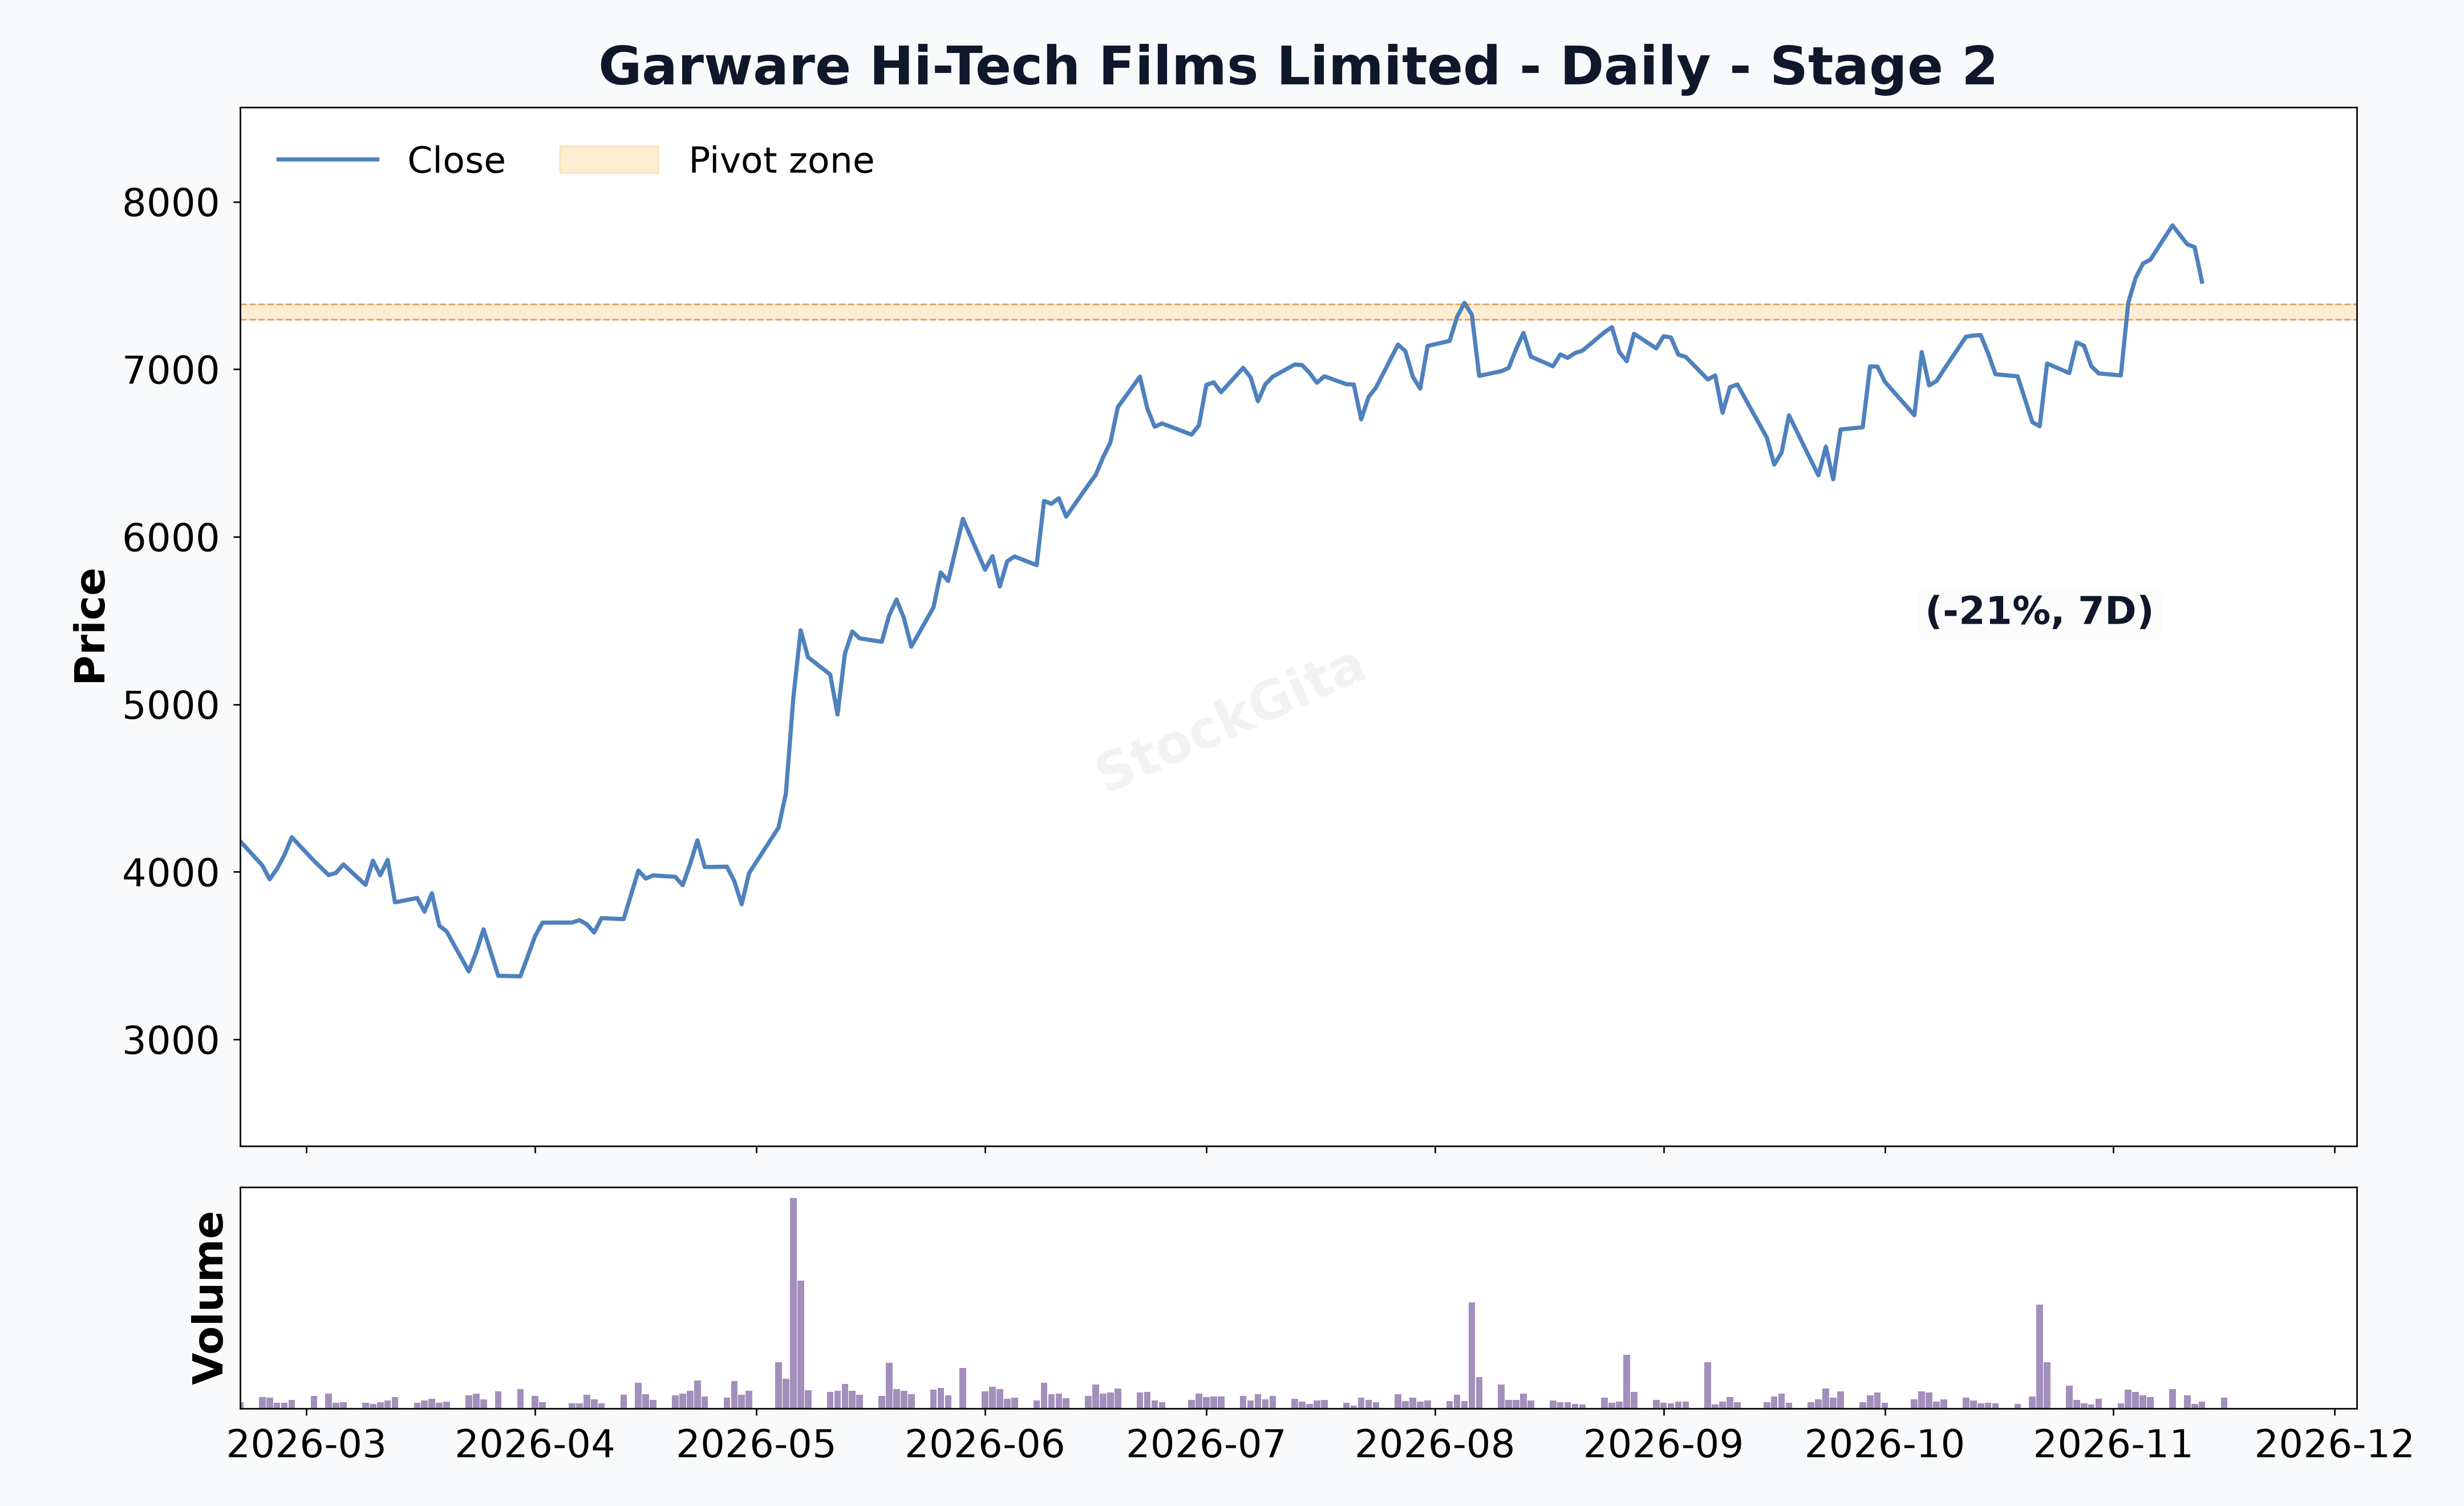 Garware Hi-Tech Films Limited - Daily - Stage 2
Close
Pivot zone
8000
7000
6000
5000
4000
3000
Price
(-21%, 7D)
StockGita
Volume
2026-03
2026-04
2026-05
2026-06
2026-07
2026-08
2026-09
2026-10
2026-11
2026-12